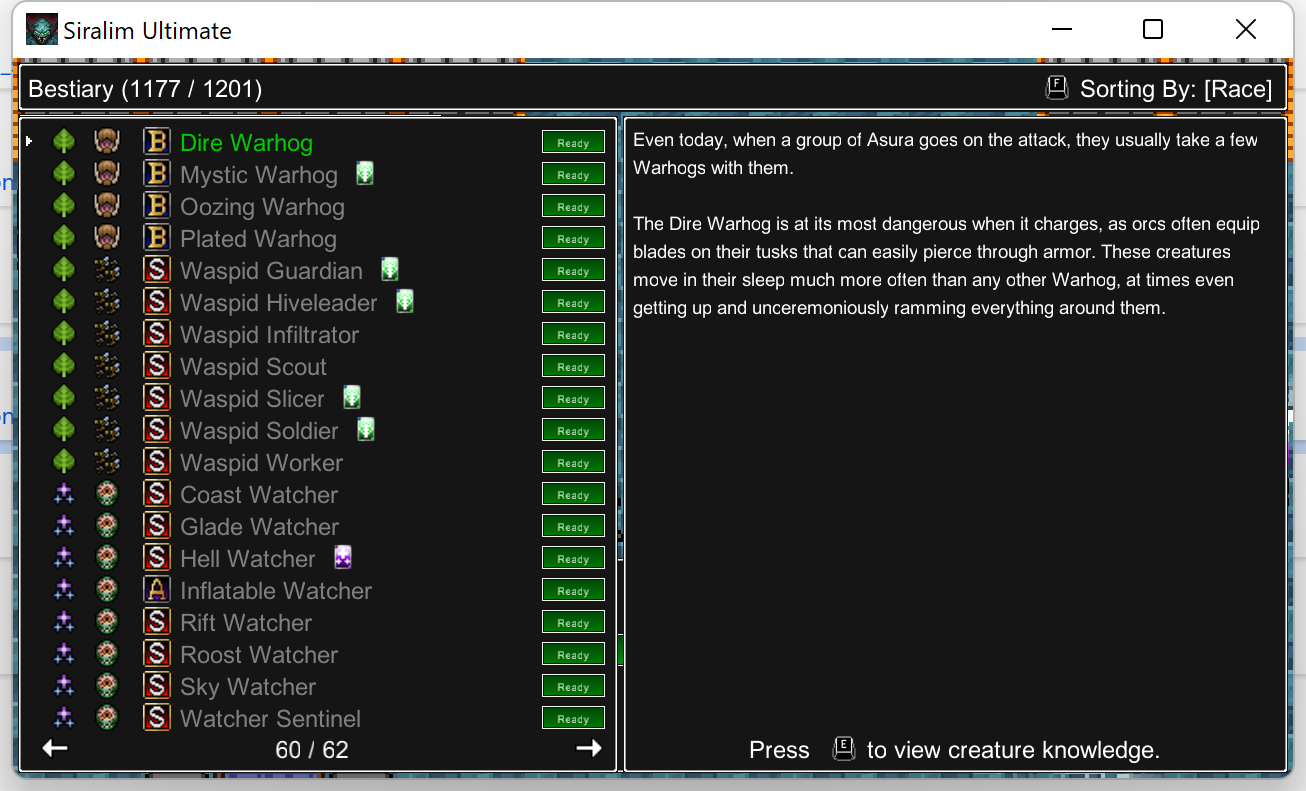 Siralim Ultimate
Bestiary (1177 / 1201)
F Sorting By: [Race]
B Dire Warhog Ready
B Mystic Warhog Ready
B Oozing Warhog Ready
B Plated Warhog Ready
S Waspid Guardian Ready
S Waspid Hiveleader Ready
S Waspid Infiltrator Ready
S Waspid Scout Ready
S Waspid Slicer Ready
S Waspid Soldier Ready
S Waspid Worker Ready
S Coast Watcher Ready
S Glade Watcher Ready
S Hell Watcher Ready
A Inflatable Watcher Ready
S Rift Watcher Ready
S Roost Watcher Ready
S Sky Watcher Ready
S Watcher Sentinel Ready
60 / 62
Even today, when a group of Asura goes on the attack, they usually take a few
Warhogs with them.
The Dire Warhog is at its most dangerous when it charges, as orcs often equip
blades on their tusks that can easily pierce through armor. These creatures
move in their sleep much more often than any other Warhog, at times even
getting up and unceremoniously ramming everything around them.
Press E to view creature knowledge.